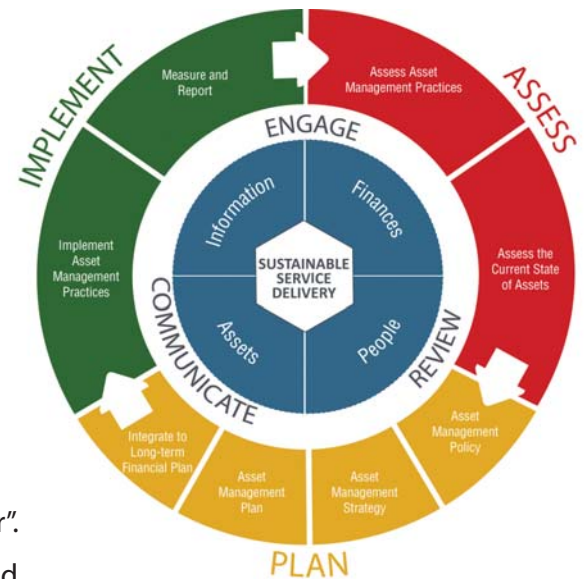 IMPLEMENT
Measure and
Report
Implement
Asset
Management
Practices
ASSESS
Assess Asset
Management Practices
Assess the
Current State
of Assets
PLAN
Asset
Management
Policy
Asset
Management
Strategy
Asset
Management
Plan
Integrate to
Long-term
Financial Plan
ENGAGE
REVIEW
COMMUNICATE
Information
Finances
People
Assets
SUSTAINABLE
SERVICE
DELIVERY